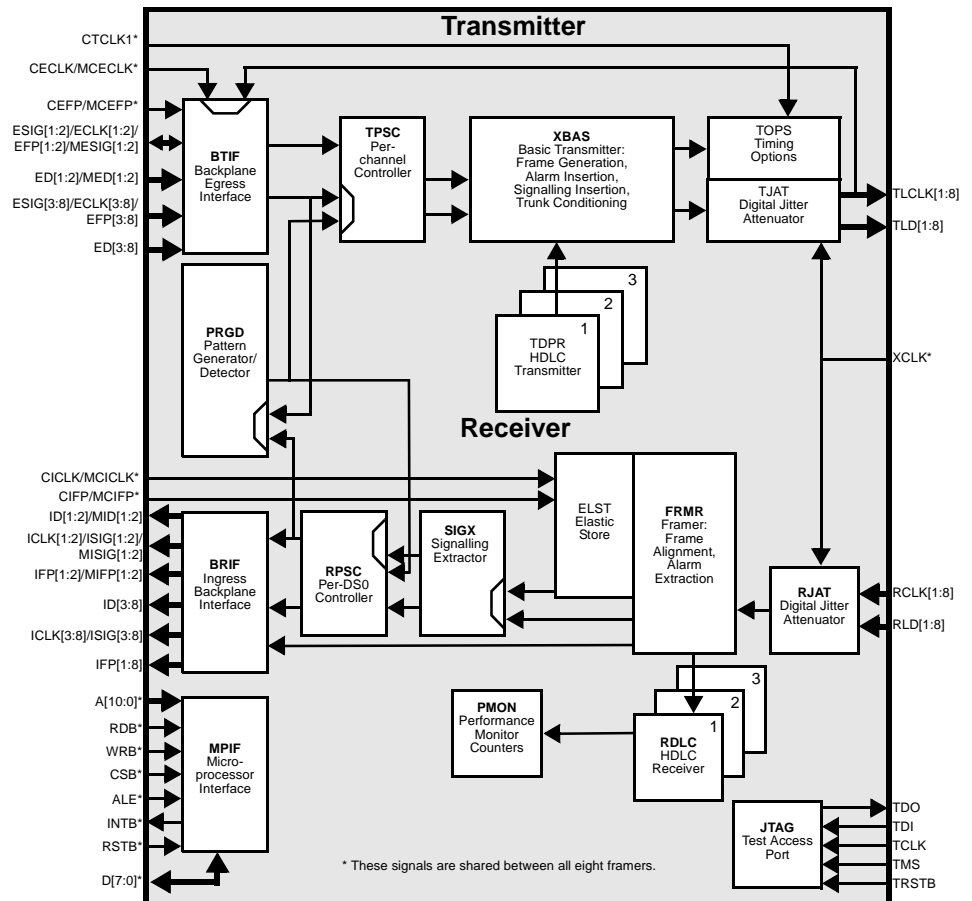 Transmitter
CTCLK1*
CECLK/MCECLK*
CEFP/MCEFP*
ESIG[1:2]/ECLK[1:2]/
EFP[1:2]/MESIG[1:2]
ED[1:2]/MED[1:2]
ESIG[3:8]/ECLK[3:8]/
EFP[3:8]
ED[3:8]
BTIF
Backplane
Egress
Interface
TPSC
Per-
channel
Controller
XBAS
Basic Transmitter:
Frame Generation,
Alarm Insertion,
Signalling Insertion,
Trunk Conditioning
TOPS
Timing
Options
TJAT
Digital Jitter
Attenuator
TLCLK[1:8]
TLD[1:8]
PRGD
Pattern
Generator/
Detector
3
2
1
TDPR
HDLC
Transmitter
XCLK*
Receiver
CICLK/MCICLK*
CIFP/MCIFP*
ID[1:2]/MID[1:2]
ICLK[1:2]/ISIG[1:2]/
MISIG[1:2]
IFP[1:2]/MIFP[1:2]
ID[3:8]
ICLK[3:8]/ISIG[3:8]
IFP[1:8]
BRIF
Ingress
Backplane
Interface
RPSC
Per-DS0
Controller
SIGX
Signalling
Extractor
ELST
Elastic
Store
FRMR
Framer:
Frame
Alignment,
Alarm
Extraction
RJAT
Digital Jitter
Attenuator
RCLK[1:8]
RLD[1:8]
A[10:0]*
RDB*
WRB*
CSB*
ALE*
INTB*
RSTB*
D[7:0]*
MPIF
Micro-
processor
Interface
PMON
Performance
Monitor
Counters
3
2
1
RDLC
HDLC
Receiver
JTAG
Test Access
Port
TDO
TDI
TCLK
TMS
TRSTB
* These signals are shared between all eight framers.